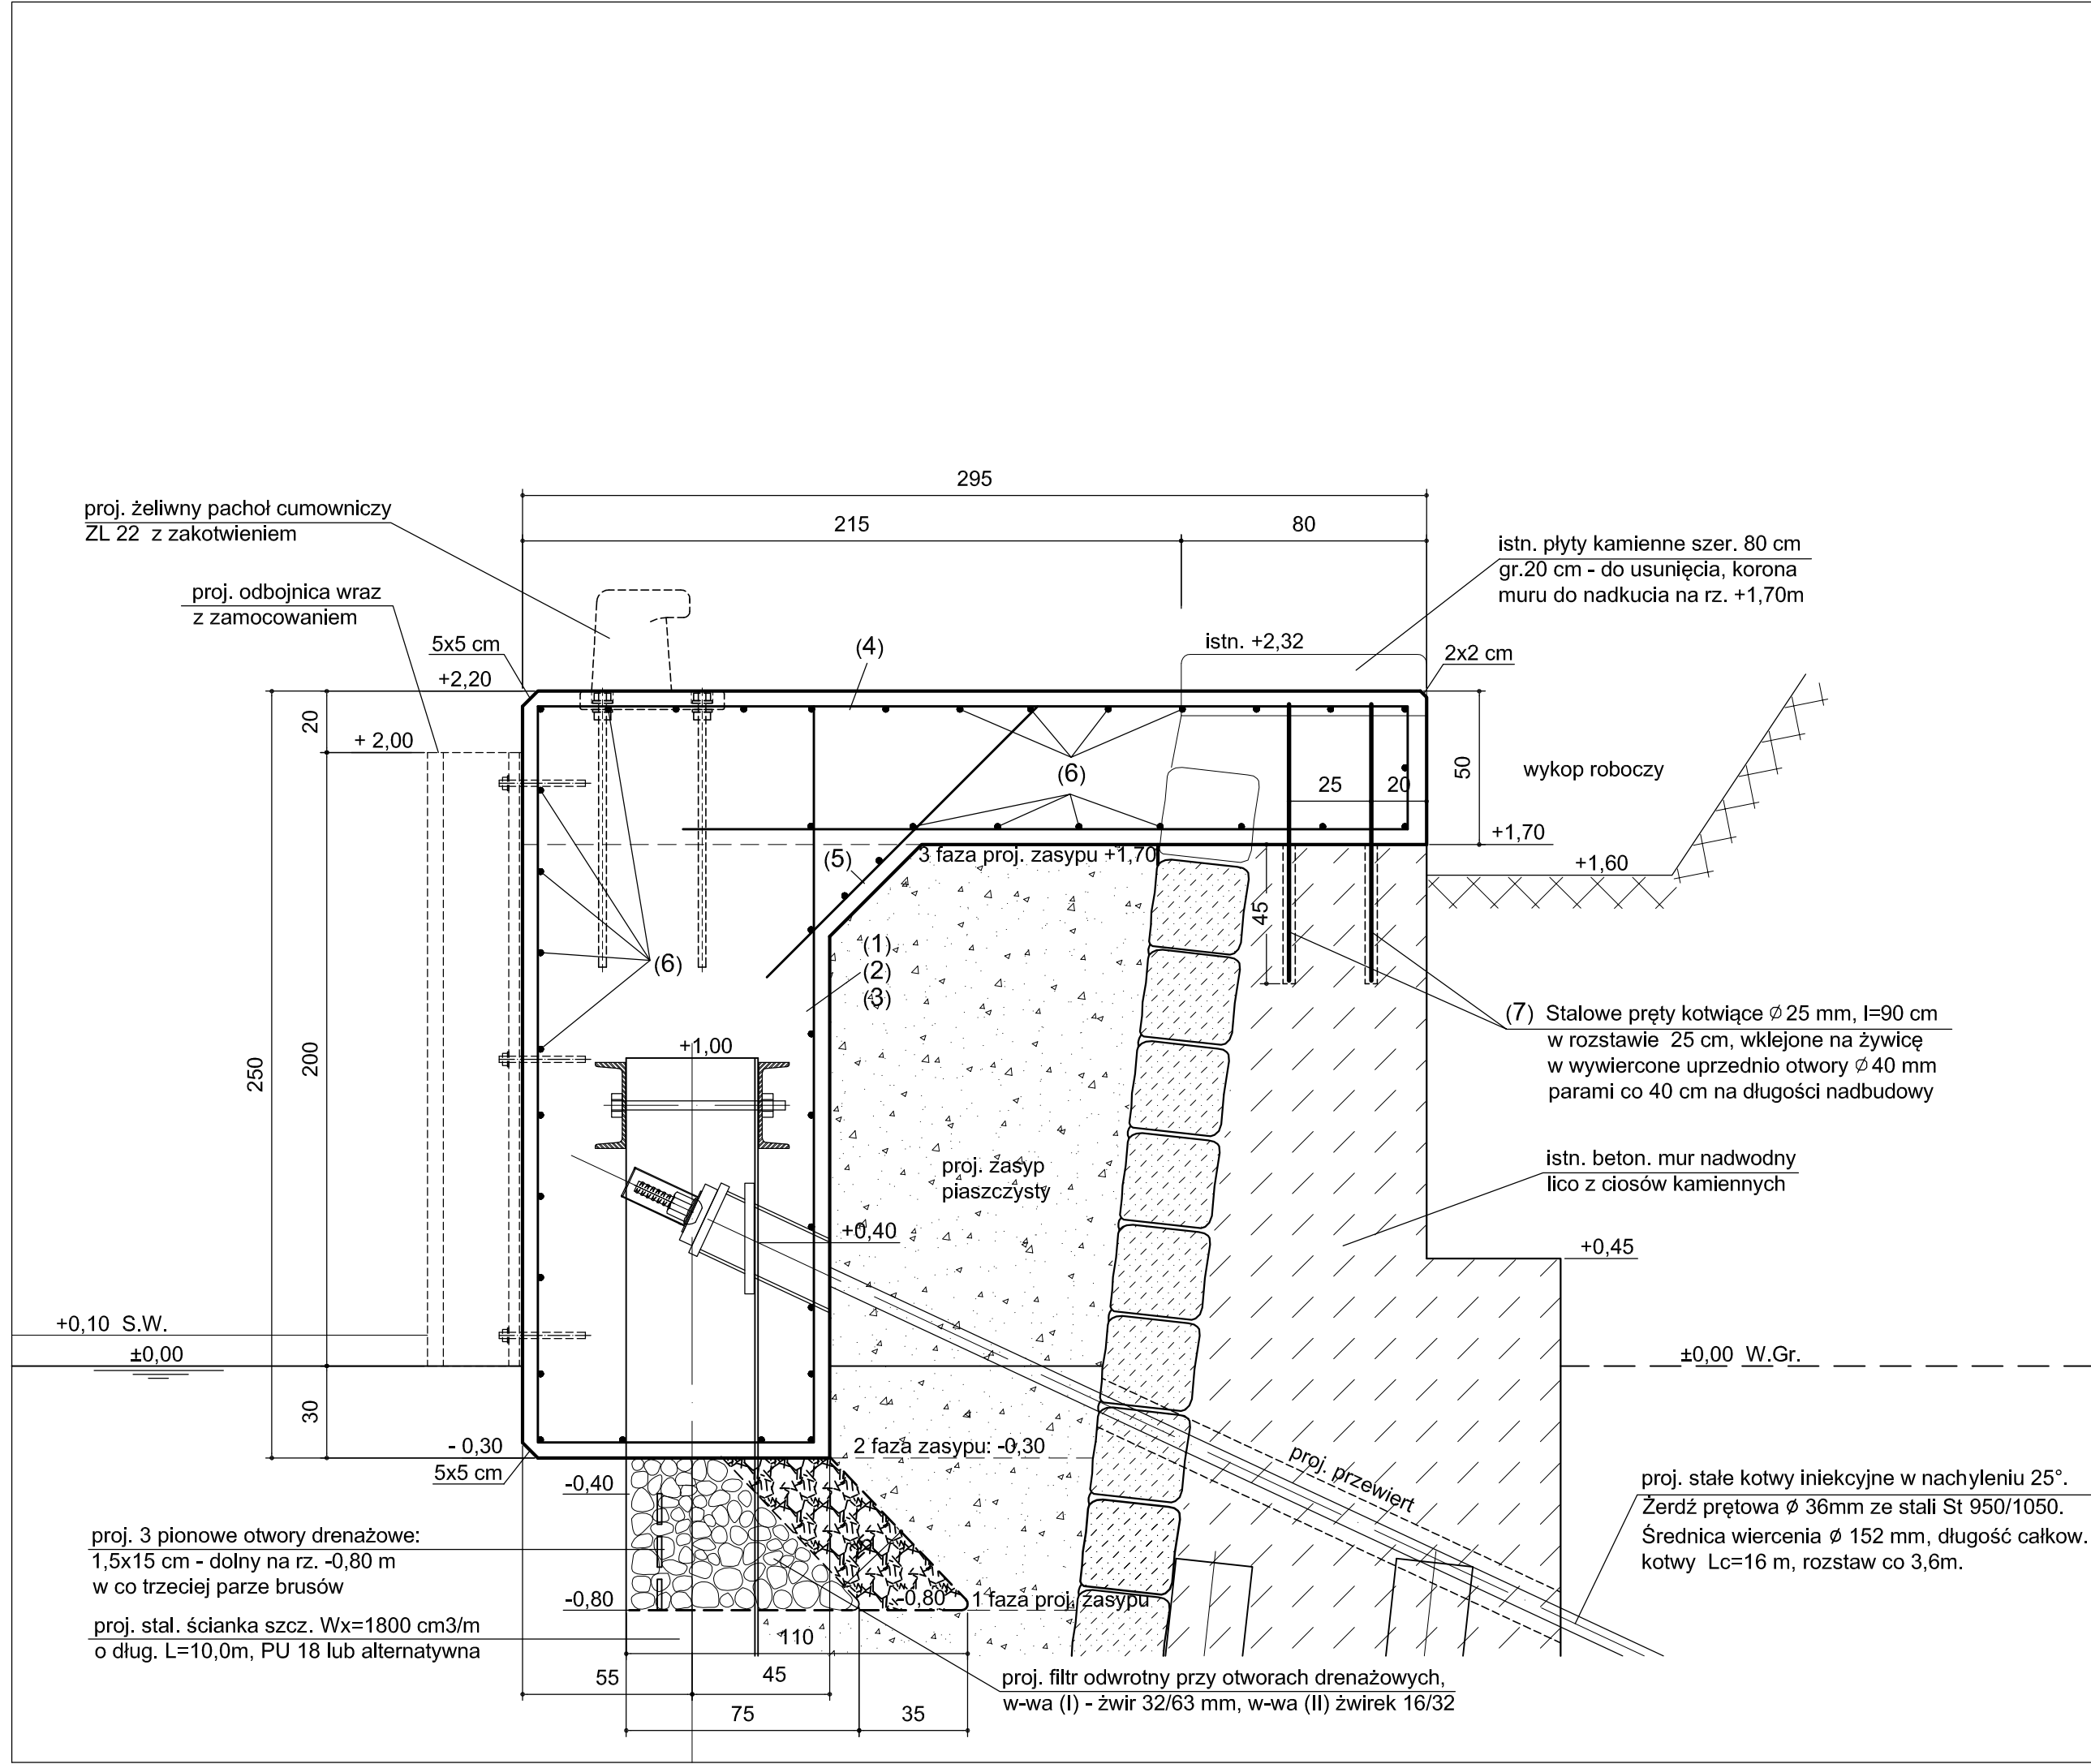 295
215
80
proj. żeliwny pachoł cumowniczy
ZL 22 z zakotwieniem
proj. odbojnica wraz
z zamocowaniem
istn. płyty kamienne szer. 80 cm
gr.20 cm - do usunięcia, korona
muru do nadkucia na rz. +1,70m
5x5 cm
(4)
istn. +2,32
2x2 cm
+2,20
20
+ 2,00
(6)
25
20
50
wykop roboczy
+1,70
(5)
3 faza proj. zasypu +1,70
+1,60
45
(6)
(1)
(2)
(3)
(7) Stalowe pręty kotwiące ∅ 25 mm, l=90 cm
w rozstawie 25 cm, wklejone na żywicę
w wywiercone uprzednio otwory ∅ 40 mm
parami co 40 cm na długości nadbudowy
250
200
+1,00
proj. zasyp
piaszczysty
istn. beton. mur nadwodny
lico z ciosów kamiennych
+0,40
+0,45
+0,10 S.W.
±0,00
±0,00 W.Gr.
30
- 0,30
2 faza zasypu: -0,30
5x5 cm
proj. przewiert
-0,40
proj. stałe kotwy iniekcyjne w nachyleniu 25°.
Żerdź prętowa ∅ 36mm ze stali St 950/1050.
Średnica wiercenia ∅ 152 mm, długość całkow.
kotwy Lc=16 m, rozstaw co 3,6m.
proj. 3 pionowe otwory drenażowe:
1,5x15 cm - dolny na rz. -0,80 m
w co trzeciej parze brusów
-0,80
-0,80
1 faza proj. zasypu
proj. stal. ścianka szcz. Wx=1800 cm3/m
o dług. L=10,0m, PU 18 lub alternatywna
110
55
45
proj. filtr odwrotny przy otworach drenażowych,
w-wa (I) - żwir 32/63 mm, w-wa (II) żwirek 16/32
75
35